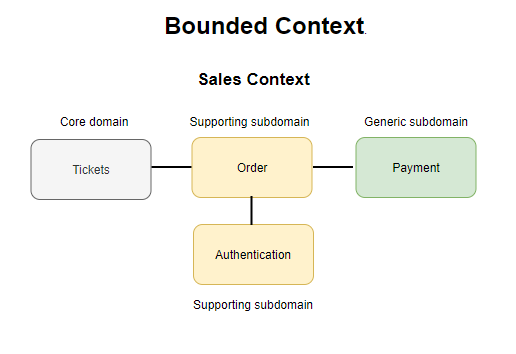 Bounded Context.
Sales Context
Core domain
Supporting subdomain
Generic subdomain
Tickets
Order
Payment
Authentication
Supporting subdomain